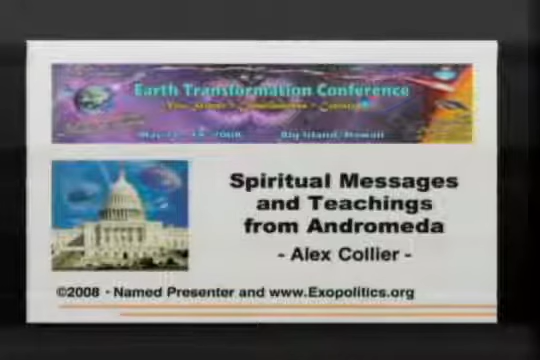 Earth Transformation Conference
Big Island, Hawaii
Spiritual Messages
and Teachings
from Andromeda
- Alex Collier -
©2008 - Named Presenter and www.Exopolitics.org